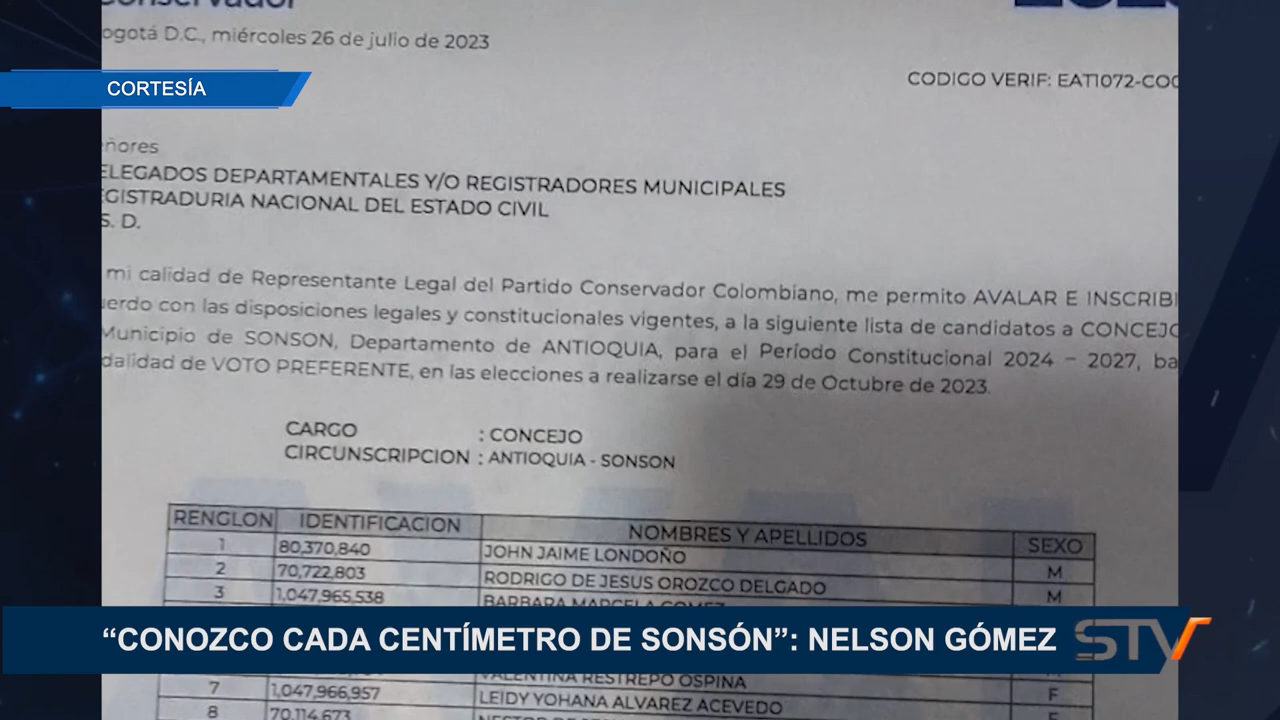 onservador
ogotá D.C., miércoles 26 de julio de 2023
CORTESÍA
CODIGO VERIF: EAT1072-COC
eñores
ELEGADOS DEPARTAMENTALES Y/O REGISTRADORES MUNICIPALES
EGISTRADURIA NACIONAL DEL ESTADO CIVIL
S. D.
mi calidad de Representante Legal del Partido Conservador Colombiano, me permito AVALAR E INSCRIBI
uerdo con las disposiciones legales y constitucionales vigentes, a la siguiente lista de candidatos a CONCEJO
Municipio de SONSON, Departamento de ANTIOQUIA, para el Período Constitucional 2024 – 2027, ba
dalidad de VOTO PREFERENTE, en las elecciones a realizarse el día 29 de Octubre de 2023.
CARGO : CONCEJO
CIRCUNSCRIPCION : ANTIOQUIA - SONSON
RENGLON IDENTIFICACION NOMBRES Y APELLIDOS SEXO
1 80,370,840 JOHN JAIME LONDOÑO M
2 70,722,803 RODRIGO DE JESUS OROZCO DELGADO M
3 1,047,965,538 BARBARA MARCELA GOMEZ
“CONOZCO CADA CENTÍMETRO DE SONSÓN”: NELSON GÓMEZ STV
VALENTINA RESTREPO OSPINA
7 1,047,966,957 LEIDY YOHANA ALVAREZ ACEVEDO F
8 70,114,673